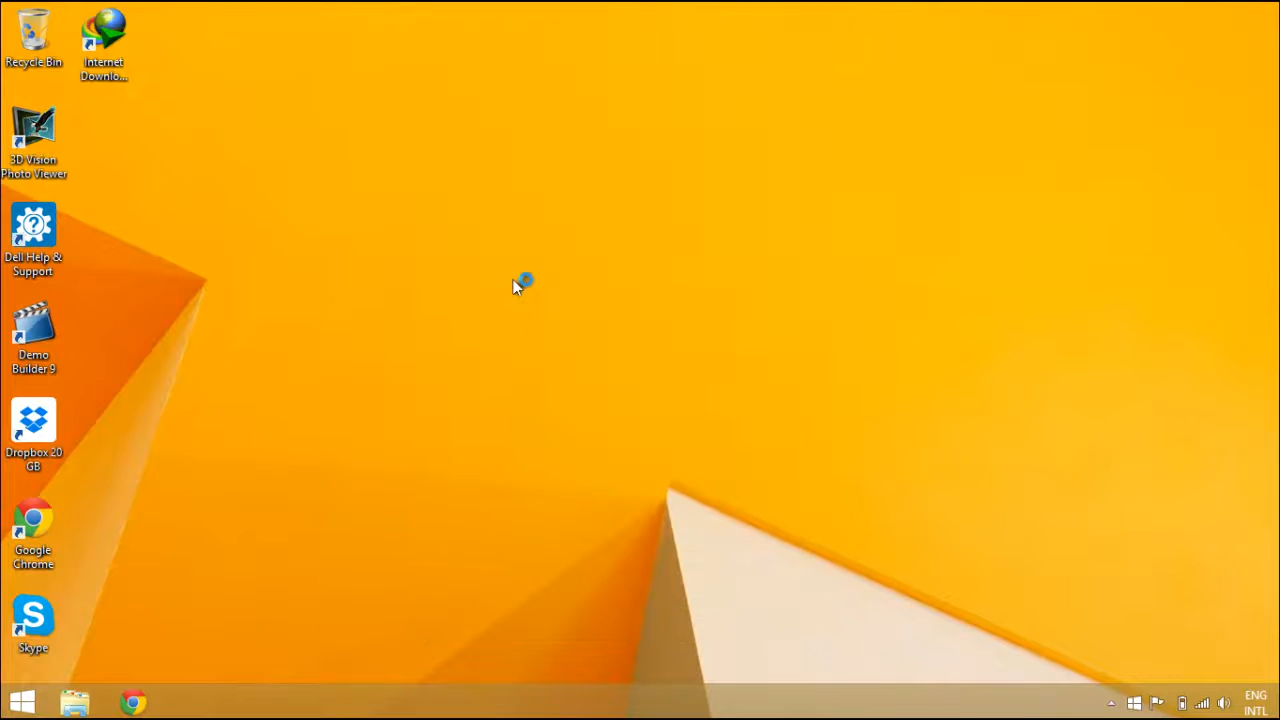 Recycle Bin
Internet
Downlo...
3D Vision
Photo Viewer
Dell Help &
Support
Demo
Builder 9
Dropbox 20
GB
Google
Chrome
Skype
ENG
INTL